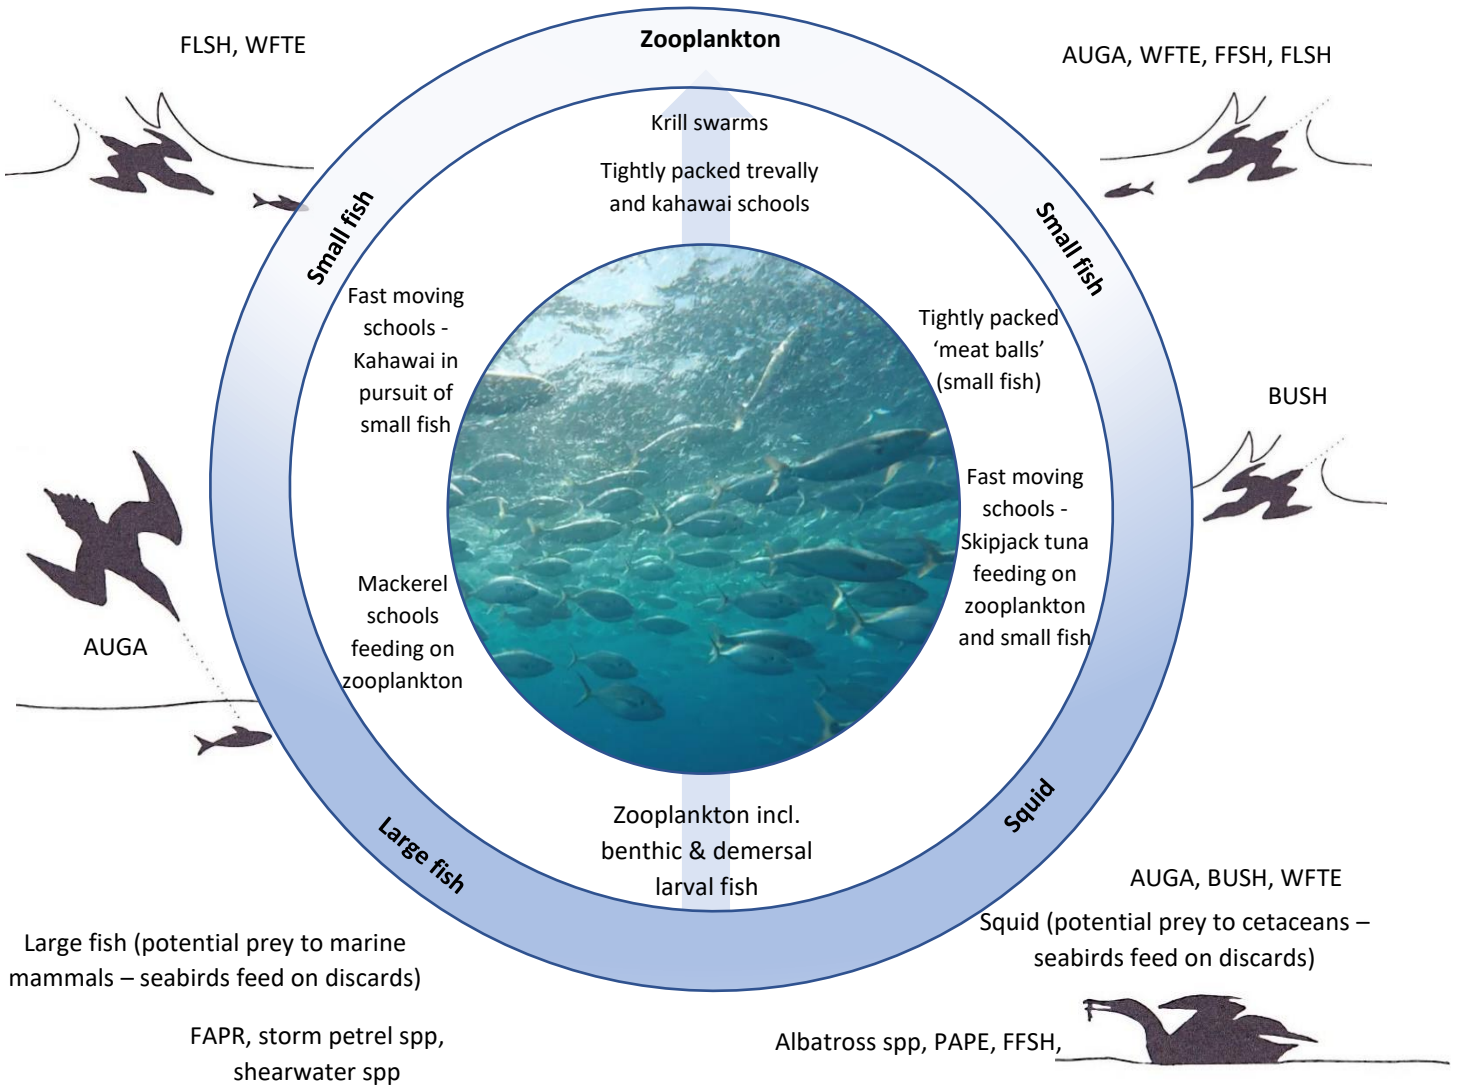 FLSH, WFTE
Zooplankton
AUGA, WFTE, FFSH, FLSH
Krill swarms
Tightly packed trevally
and kahawai schools
Small fish
Small fish
Fast moving
schools -
Kahawai in
pursuit of
small fish
Tightly packed
‘meat balls’
(small fish)
BUSH
Fast moving
schools -
Skipjack tuna
feeding on
zooplankton
and small fish
Mackerel
schools
feeding on
zooplankton
AUGA
Large fish
Squid
Zooplankton incl.
benthic & demersal
larval fish
AUGA, BUSH, WFTE
Squid (potential prey to cetaceans –
seabirds feed on discards)
Large fish (potential prey to marine
mammals – seabirds feed on discards)
FAPR, storm petrel spp,
shearwater spp
Albatross spp, PAPE, FFSH,